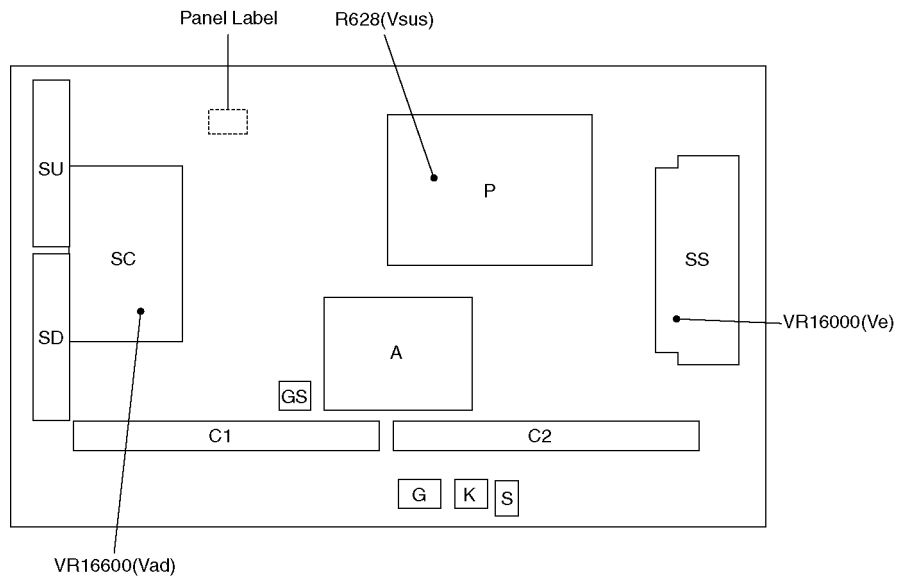 Panel Label
R628(Vsus)
SU
P
SC
SS
VR16000(Ve)
SD
A
GS
C1
C2
G
K
S
VR16600(Vad)